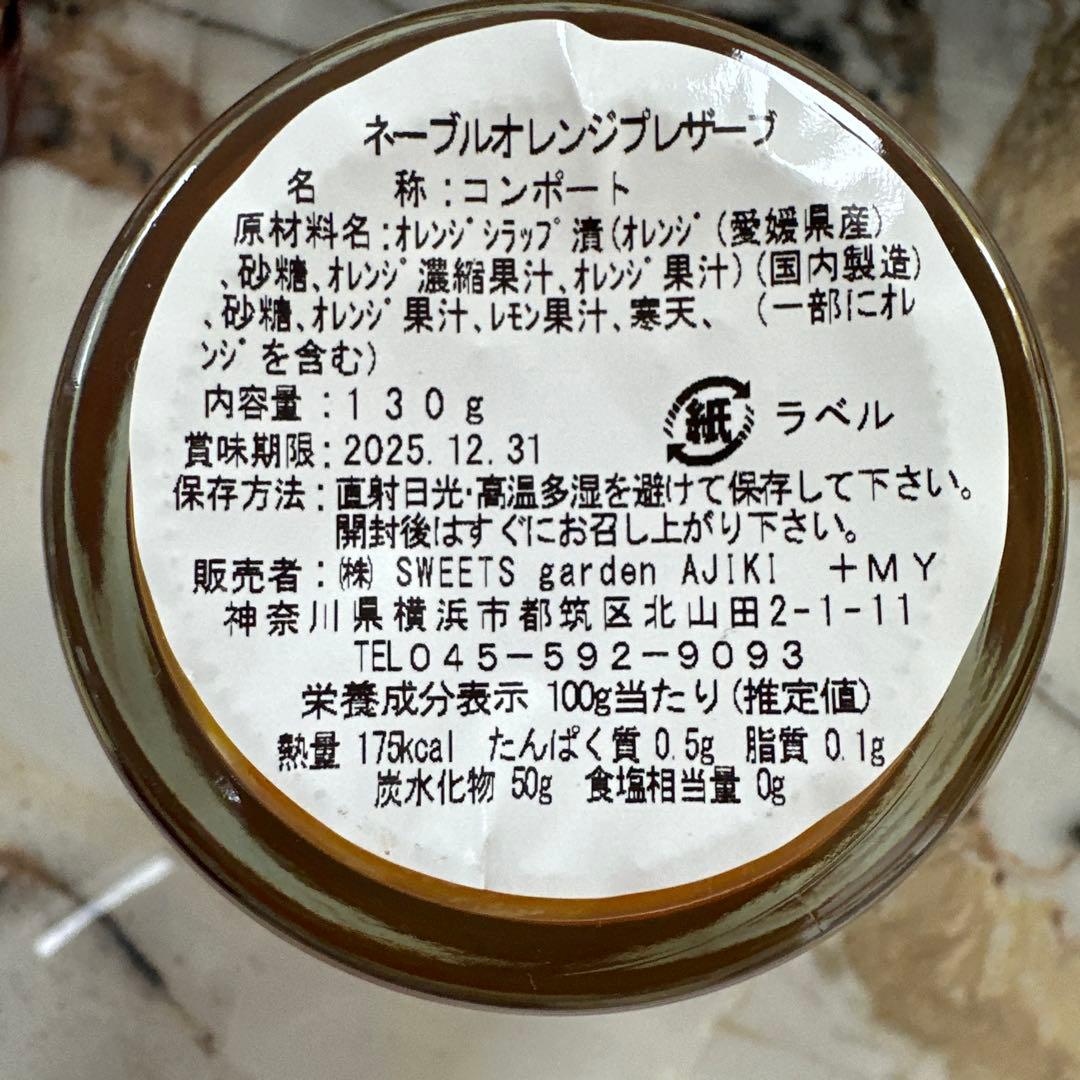 ネーブルオレンジプレザーブ
名　　称：コンポート
原材料名：ｵﾚﾝｼﾞｼﾗｯﾌﾟ漬（ｵﾚﾝｼﾞ（愛媛県産）
、砂糖、ｵﾚﾝｼﾞ濃縮果汁、ｵﾚﾝｼﾞ果汁）（国内製造）
、砂糖、ｵﾚﾝｼﾞ果汁、ﾚﾓﾝ果汁、寒天、（一部にｵﾚ
ﾝｼﾞを含む）
内容量：１３０ｇ
紙 ラベル
賞味期限：2025.12.31
保存方法：直射日光・高温多湿を避けて保存して下さい。
開封後はすぐにお召し上がり下さい。
販売者：㈱ SWEETS garden AJIKI　＋ＭＹ
神奈川県横浜市都筑区北山田2-1-11
TEL０４５－５９２－９０９３
栄養成分表示 100g当たり（推定値）
熱量 175kcal　たんぱく質 0.5g　脂質 0.1g
炭水化物 50g　食塩相当量 0g